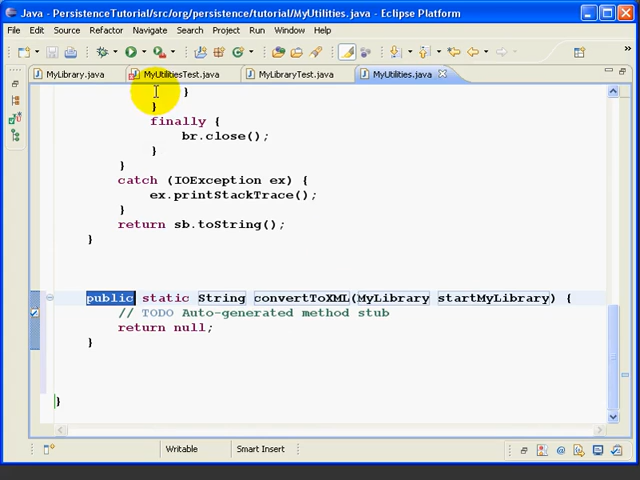 Java - PersistenceTutorial/src/org/persistence/tutorial/MyUtilities.java - Eclipse Platform
File Edit Source Refactor Navigate Search Project Run Window Help
MyLibrary.java MyUtilitiesTest.java MyLibraryTest.java MyUtilities.java
}
}
finally {
br.close();
}
}
catch (IOException ex) {
ex.printStackTrace();
}
return sb.toString();
}
public static String convertToXML(MyLibrary startMyLibrary) {
// TODO Auto-generated method stub
return null;
}
}
Writable Smart Insert